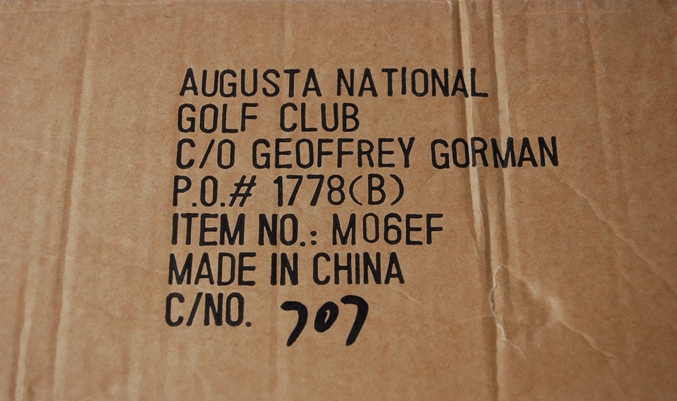 AUGUSTA NATIONAL
GOLF CLUB
C/O GEOFFREY GORMAN
P.O.# 1778(B)
ITEM NO.: M06EF
MADE IN CHINA
C/NO. 707